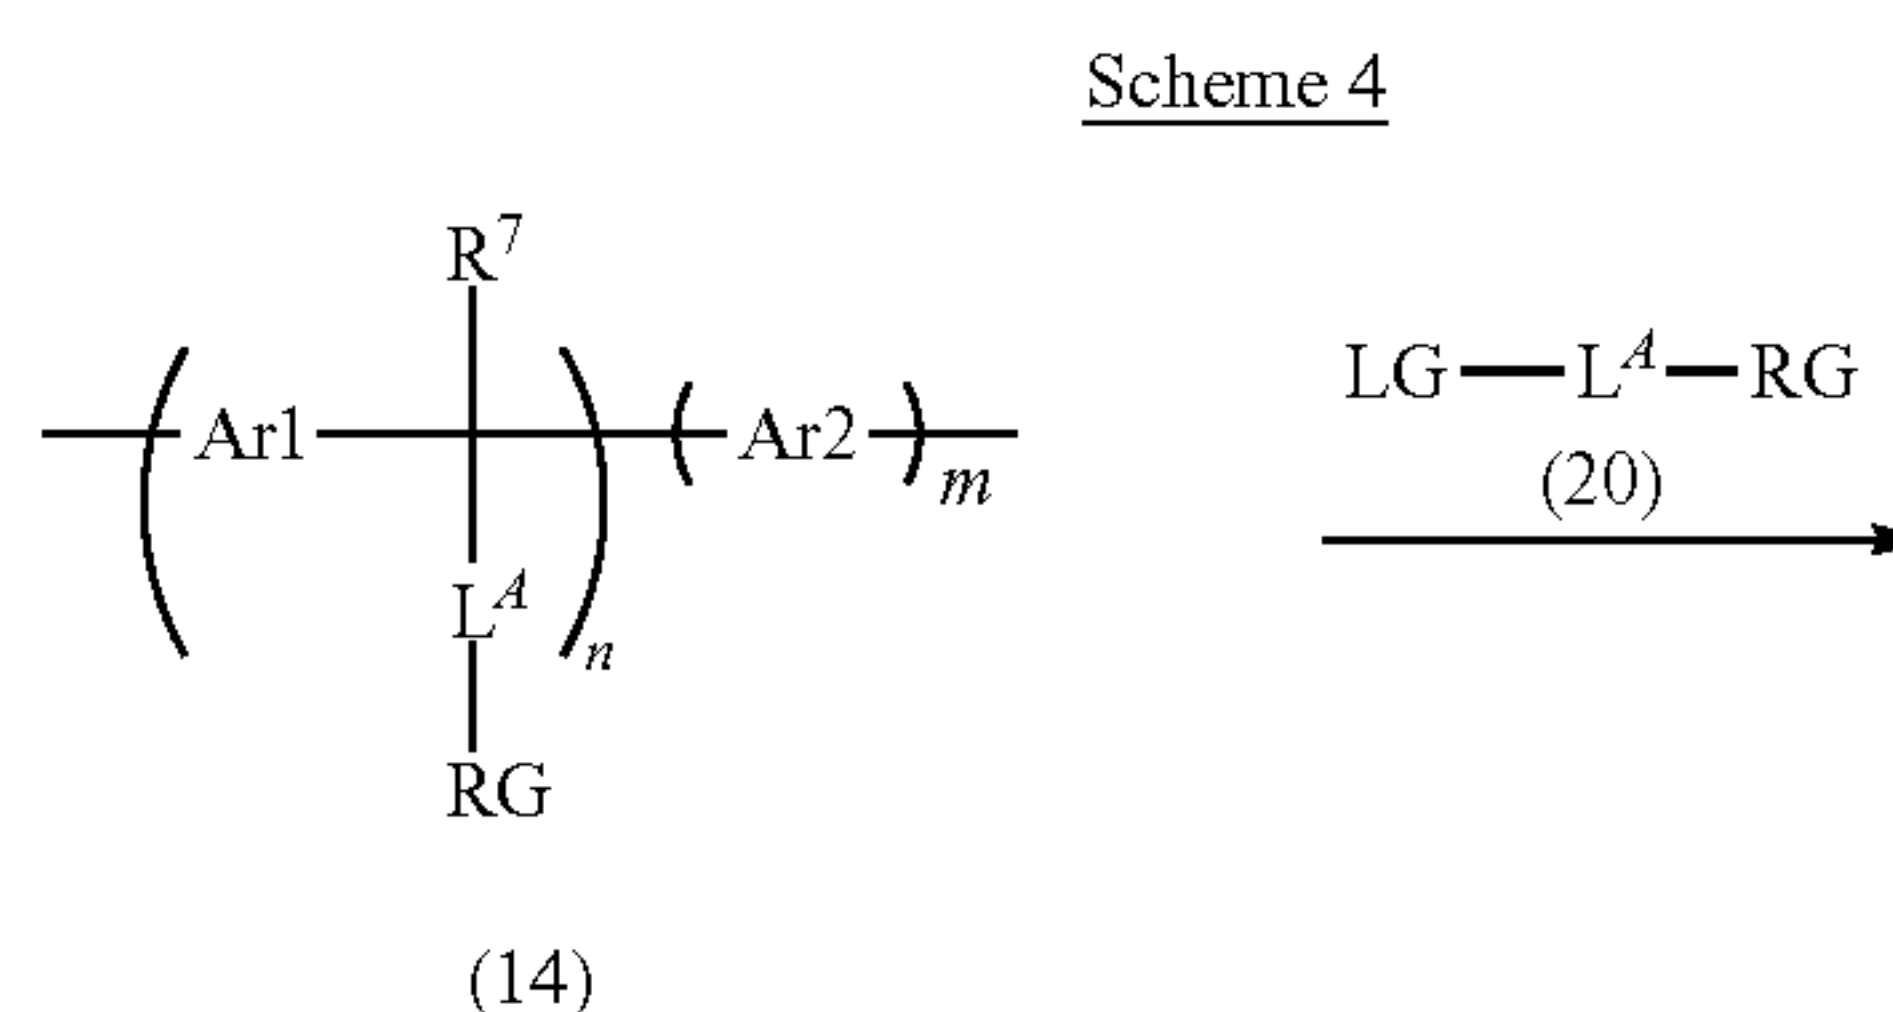 Scheme 4
R⁷
LG—Lᴬ—RG
( Ar1 )n ( Ar2 )m
(20)
Lᴬ
RG
(14)